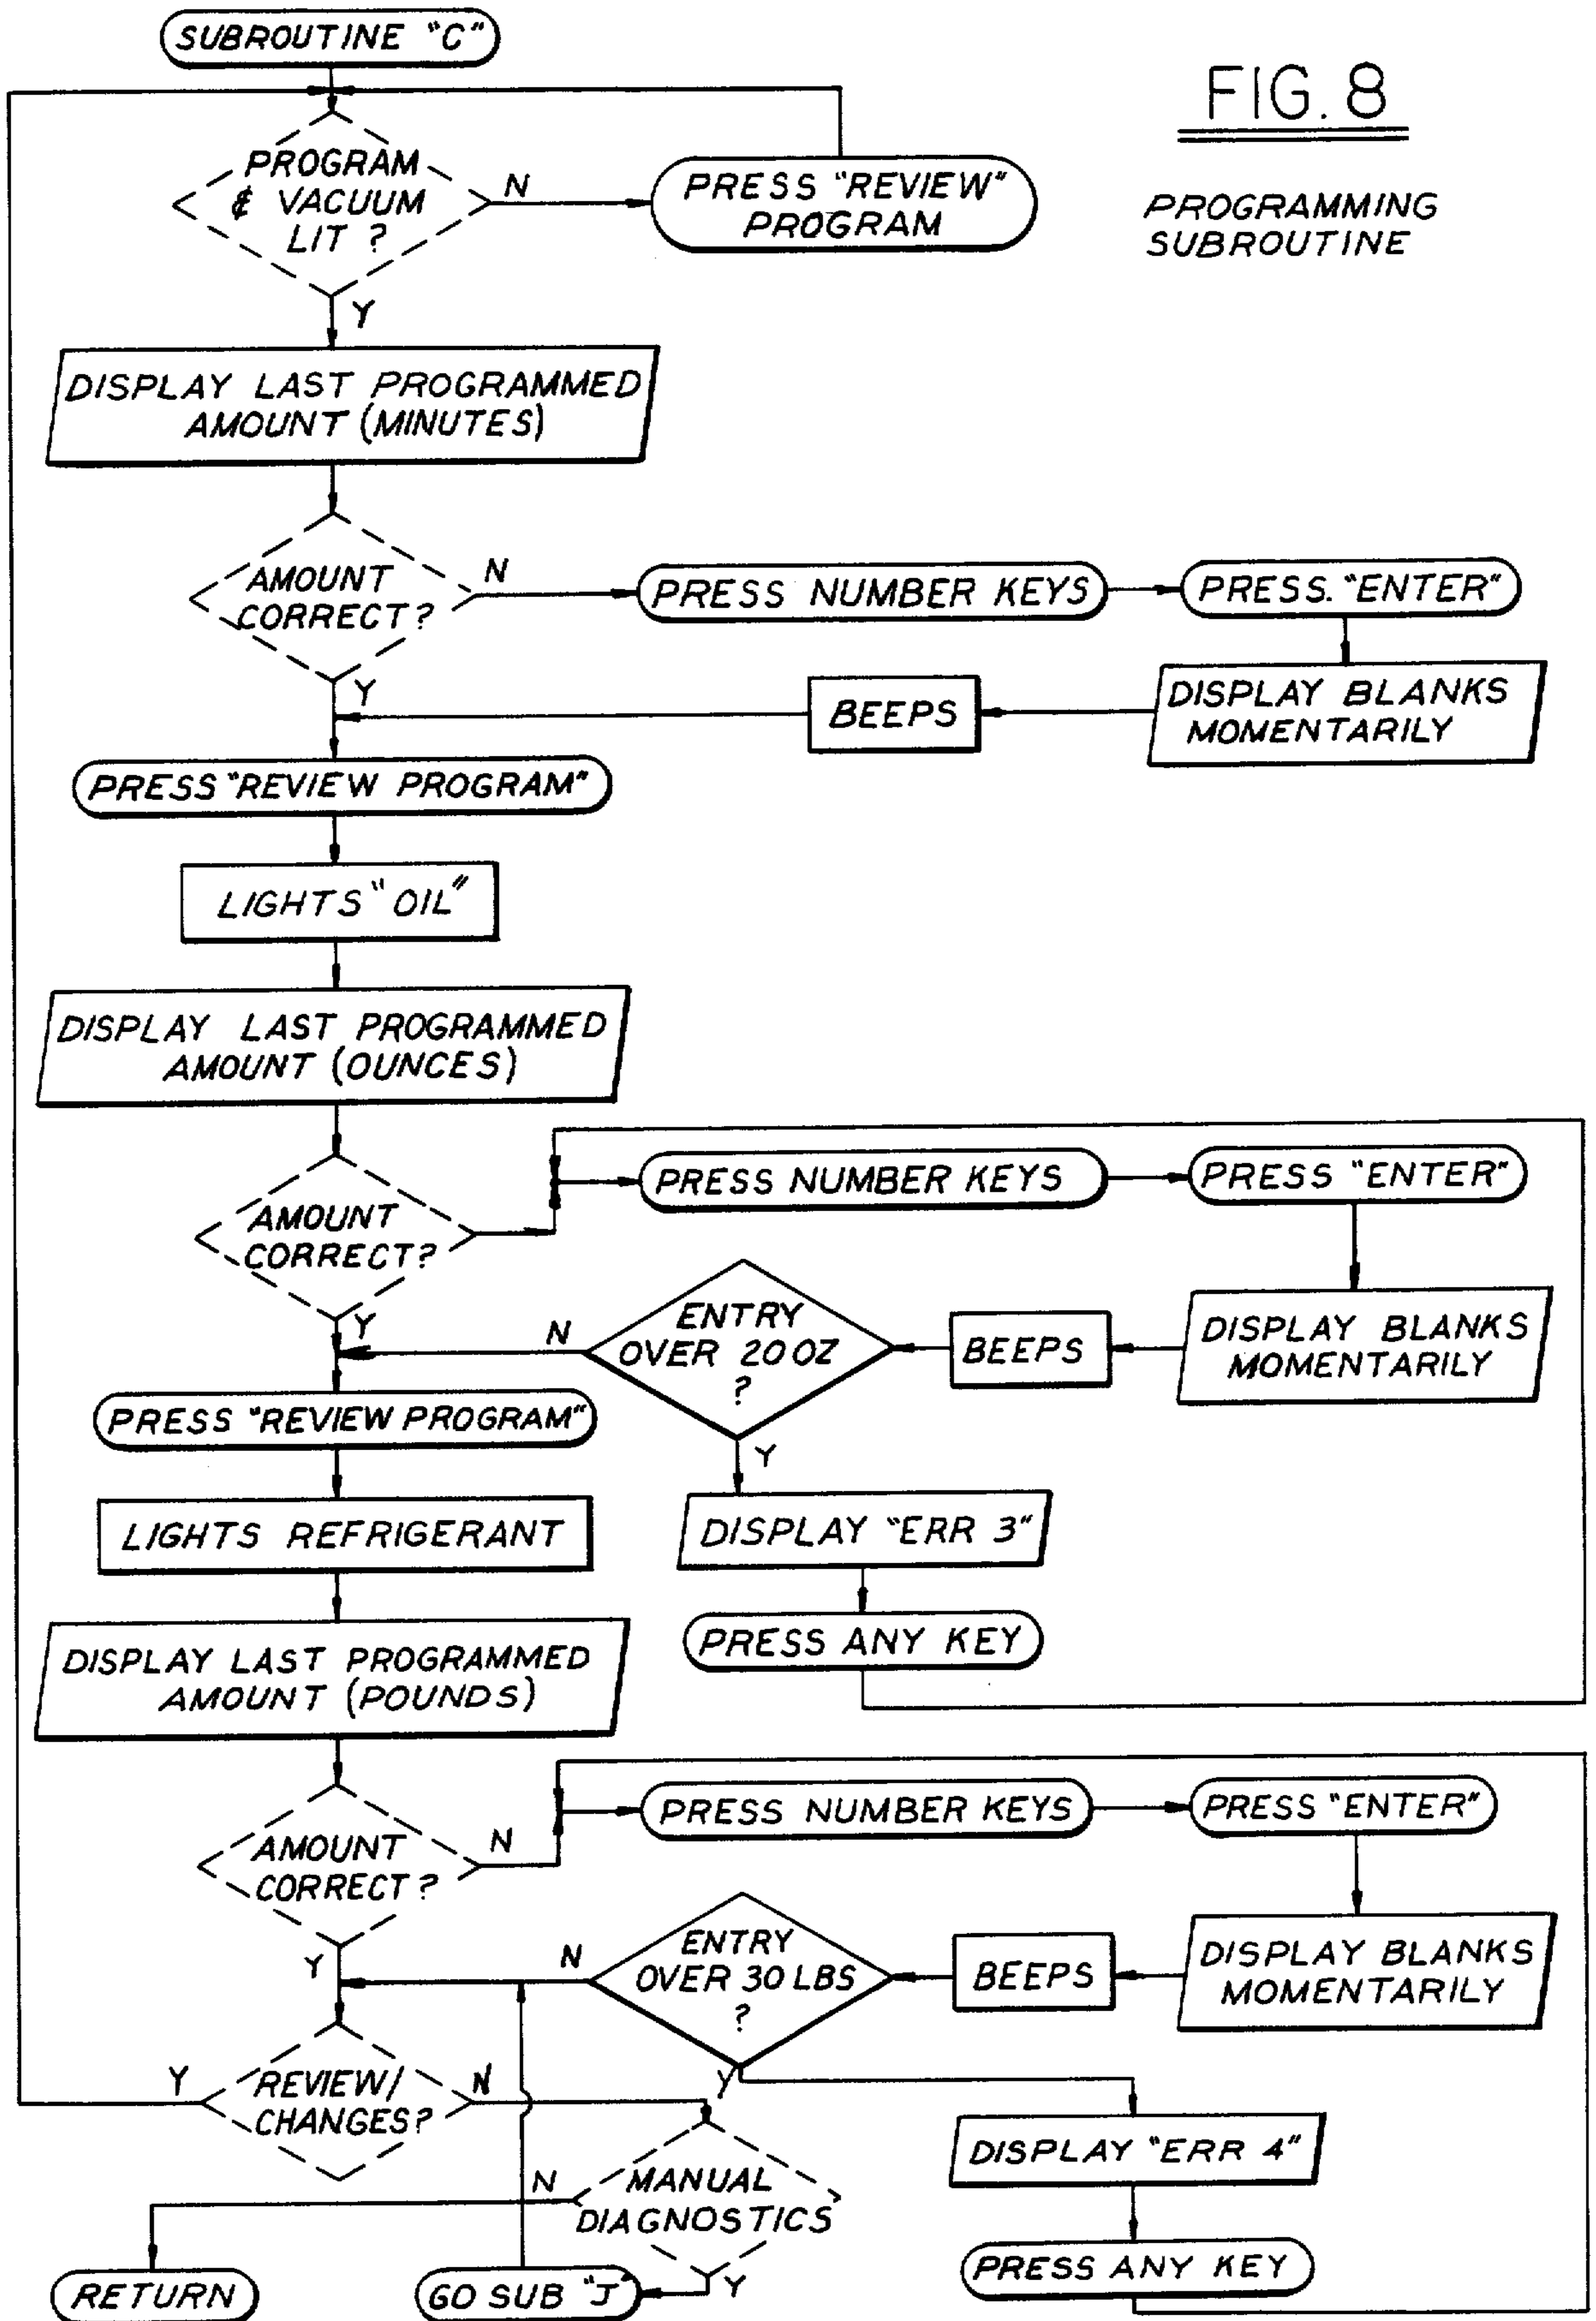 SUBROUTINE "C"
FIG. 8
PROGRAMMING
SUBROUTINE
PROGRAM
& VACUUM
LIT ?
N
PRESS "REVIEW"
PROGRAM
Y
DISPLAY LAST PROGRAMMED
AMOUNT (MINUTES)
AMOUNT
CORRECT?
N
PRESS NUMBER KEYS
PRESS. "ENTER"
Y
DISPLAY BLANKS
MOMENTARILY
BEEPS
PRESS "REVIEW PROGRAM"
LIGHTS "OIL"
DISPLAY LAST PROGRAMMED
AMOUNT (OUNCES)
AMOUNT
CORRECT?
PRESS NUMBER KEYS
PRESS "ENTER"
Y
DISPLAY BLANKS
MOMENTARILY
BEEPS
ENTRY
OVER 20 OZ
?
N
Y
PRESS "REVIEW PROGRAM"
DISPLAY "ERR 3"
PRESS ANY KEY
LIGHTS REFRIGERANT
DISPLAY LAST PROGRAMMED
AMOUNT (POUNDS)
AMOUNT
CORRECT?
N
PRESS NUMBER KEYS
PRESS "ENTER"
Y
DISPLAY BLANKS
MOMENTARILY
BEEPS
ENTRY
OVER 30 LBS
?
N
Y
DISPLAY "ERR 4"
PRESS ANY KEY
REVIEW/
CHANGES?
Y
N
MANUAL
DIAGNOSTICS
N
Y
RETURN
GO SUB "J"